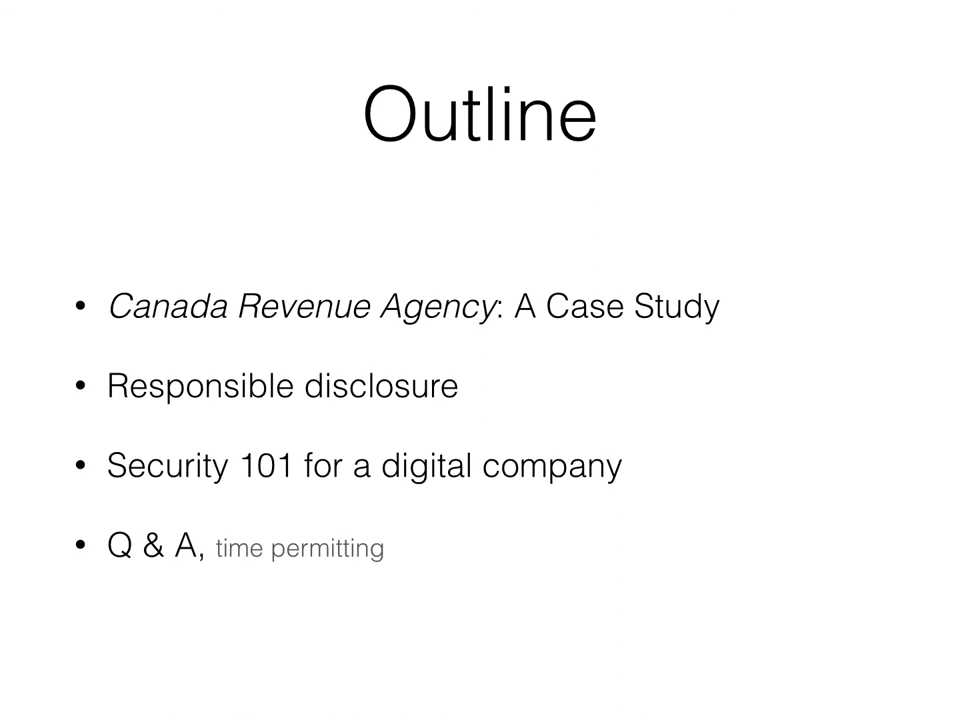 Outline
• Canada Revenue Agency: A Case Study
• Responsible disclosure
• Security 101 for a digital company
• Q & A, time permitting